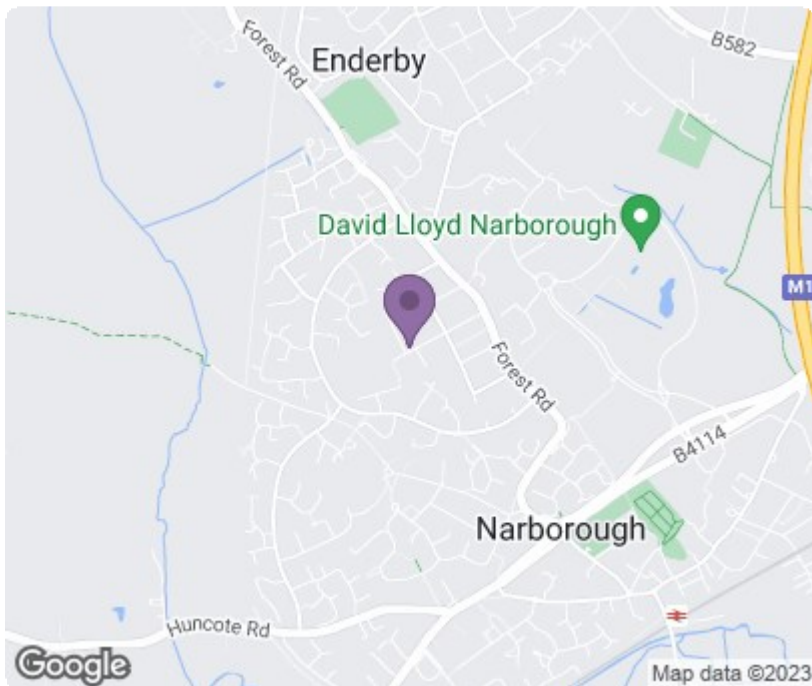 Forest Rd
Enderby
B582
David Lloyd Narborough
M1
Forest Rd
B4114
Narborough
Huncote Rd
Google
Map data ©2023